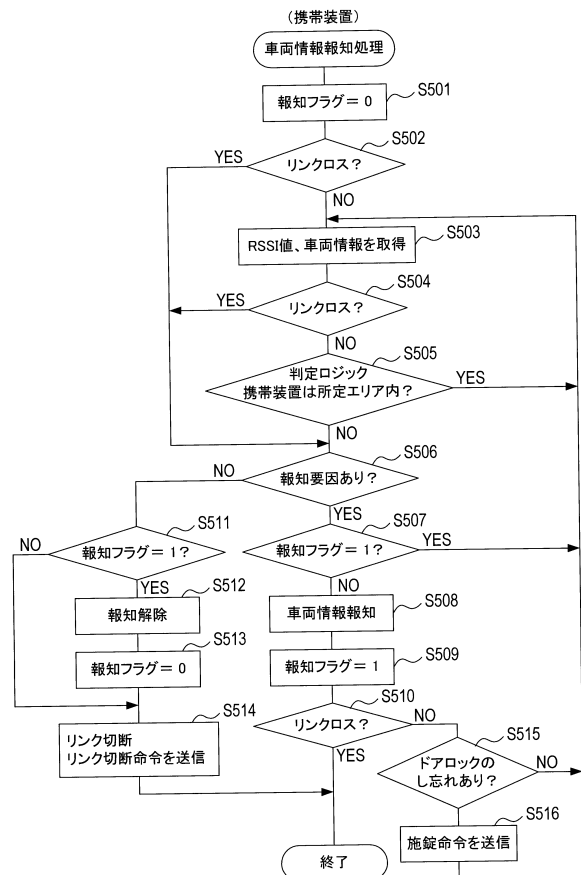 (携帯装置)
車両情報報知処理
報知フラグ= 0
S501
S502
リンクロス?
YES
NO
RSSI値、車両情報を取得
S503
S504
リンクロス?
YES
NO
S505
判定ロジック
携帯装置は所定エリア内?
YES
NO
S506
報知要因あり?
NO
YES
S511
報知フラグ= 1?
NO
YES
S507
報知フラグ= 1?
YES
NO
S512
報知解除
S508
車両情報報知
S513
報知フラグ= 0
S509
報知フラグ= 1
S510
リンクロス?
NO
YES
S514
リンク切断
リンク切断命令を送信
S515
ドアロックの
し忘れあり?
NO
YES
S516
施錠命令を送信
終了